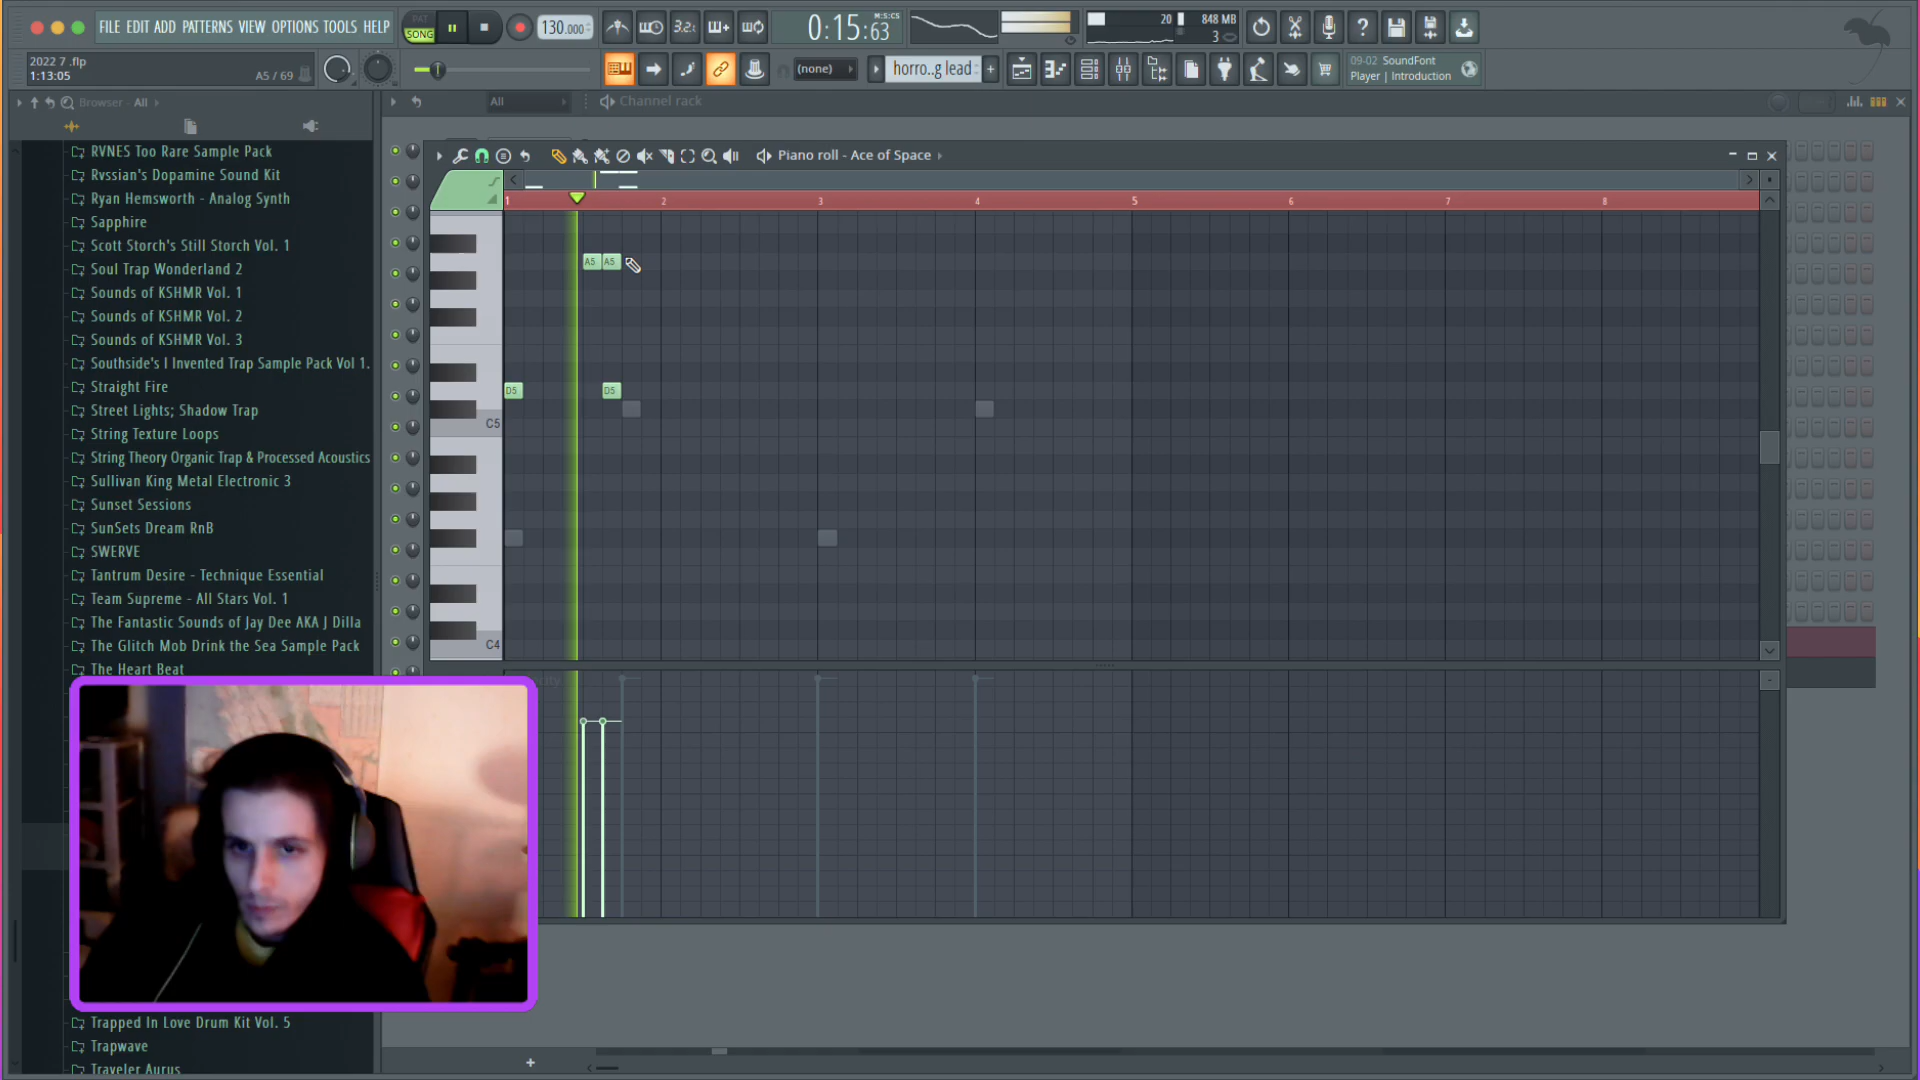 FILE EDIT ADD PATTERNS VIEW OPTIONS TOOLS HELP
PAT
SONG
130.000
3.2.
0:15:63
M:S:CS
20
848 MB
3
2022 7 .flp
1:13:05
A5 / 69
(none)
horro..g lead
+
09-02 SoundFont
Player | Introduction
Browser - All
All
Channel rack
RVNES Too Rare Sample Pack
Rvssian's Dopamine Sound Kit
Ryan Hemsworth - Analog Synth
Sapphire
Scott Storch's Still Storch Vol. 1
Soul Trap Wonderland 2
Sounds of KSHMR Vol. 1
Sounds of KSHMR Vol. 2
Sounds of KSHMR Vol. 3
Southside's I Invented Trap Sample Pack Vol 1.
Straight Fire
Street Lights; Shadow Trap
String Texture Loops
String Theory Organic Trap & Processed Acoustics
Sullivan King Metal Electronic 3
Sunset Sessions
SunSets Dream RnB
SWERVE
Tantrum Desire - Technique Essential
Team Supreme - All Stars Vol. 1
The Fantastic Sounds of Jay Dee AKA J Dilla
The Glitch Mob Drink the Sea Sample Pack
The Heart Beat
Trapped In Love Drum Kit Vol. 5
Trapwave
Traveler Aurus
Piano roll - Ace of Space
1 2 3 4 5 6 7 8
A5 A5
D5 D5
C5
C4